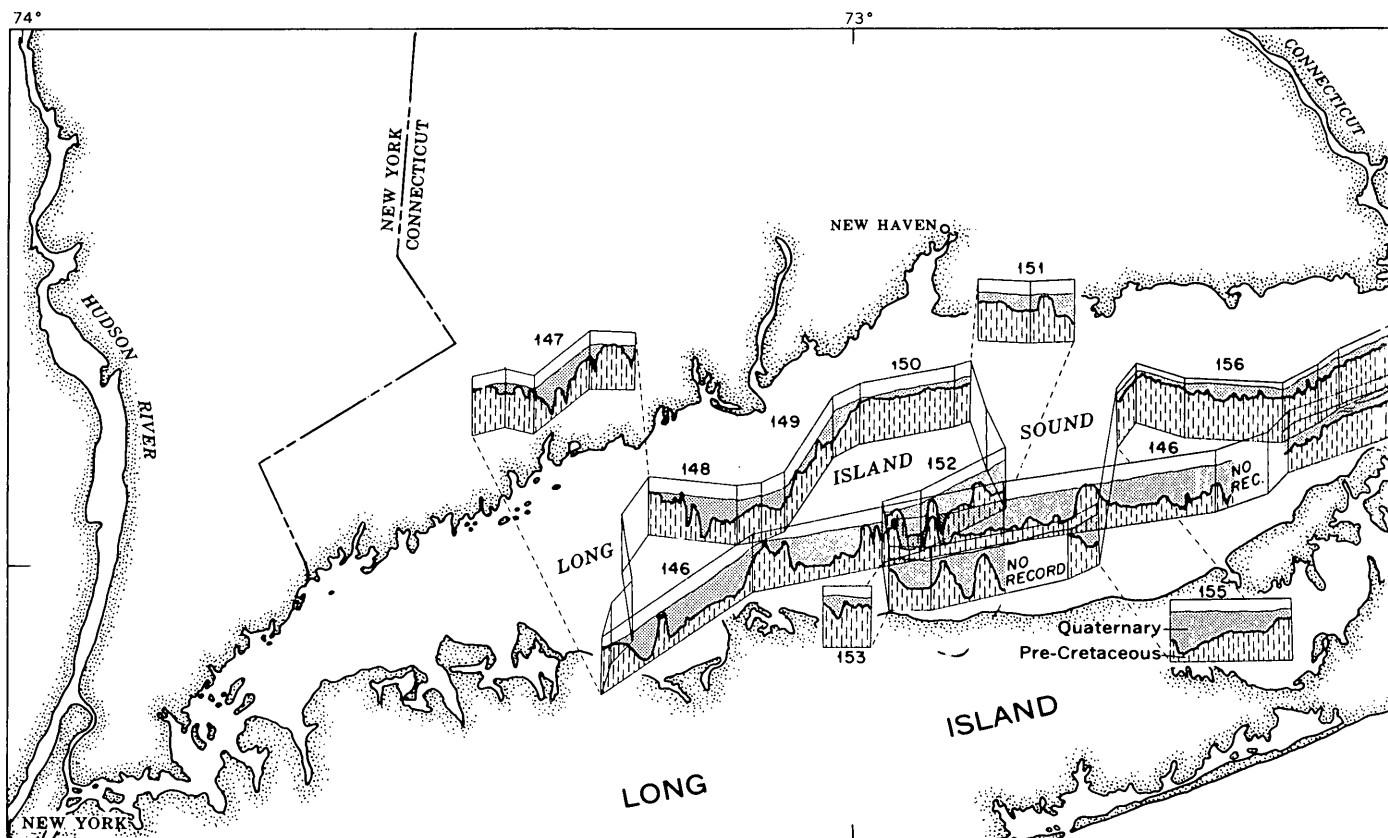 74°
73°
CONNECTICUT
NEW YORK
CONNECTICUT
NEW HAVEN
151
HUDSON
RIVER
147
150
156
149
SOUND
148
ISLAND
152
146
NO
REC.
LONG
146
NO
RECORD
155
Quaternary
Pre-Cretaceous
153
ISLAND
LONG
NEW YORK